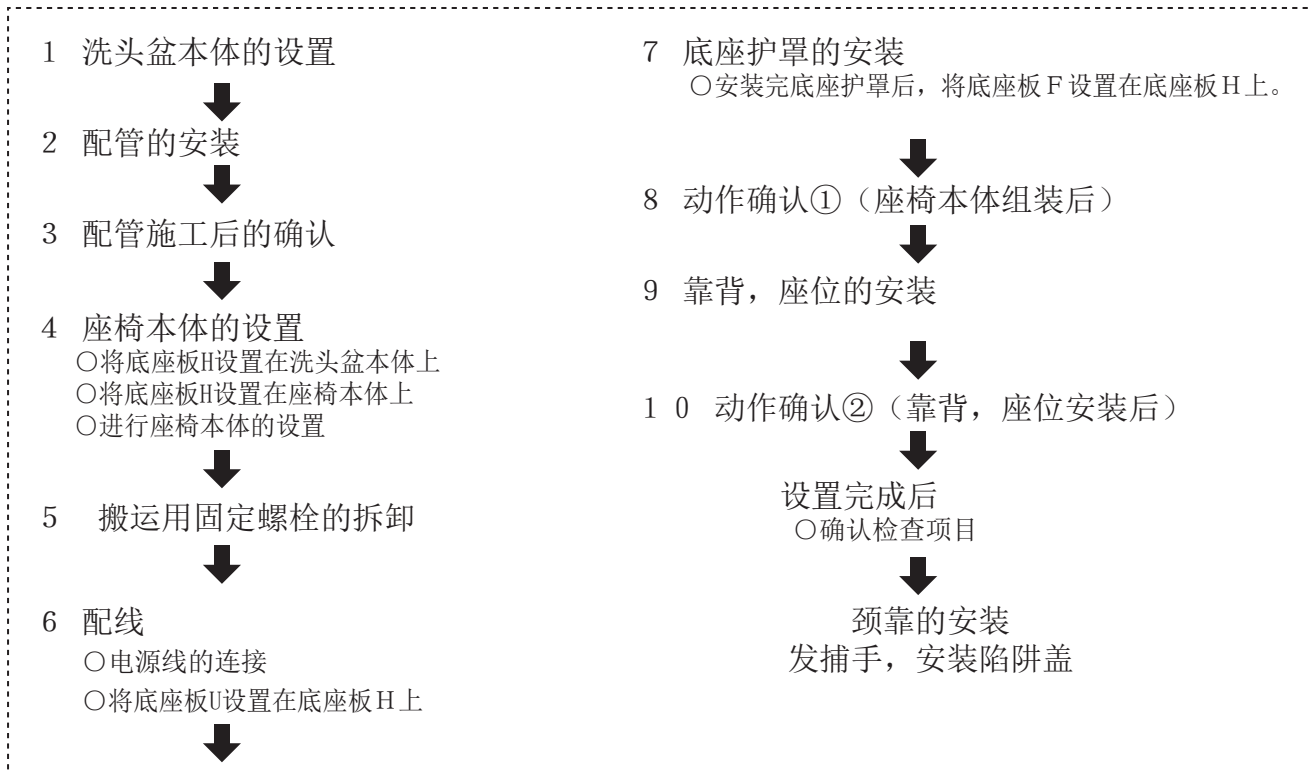 1 洗头盆本体的设置
2 配管的安装
3 配管施工后的确认
4 座椅本体的设置
○将底座板H设置在洗头盆本体上
○将底座板H设置在座椅本体上
○进行座椅本体的设置
5 搬运用固定螺栓的拆卸
6 配线
○电源线的连接
○将底座板U设置在底座板H上
7 底座护罩的安装
○安装完底座护罩后，将底座板F设置在底座板H上。
8 动作确认①（座椅本体组装后）
9 靠背，座位的安装
10 动作确认②（靠背，座位安装后）
设置完成后
○确认检查项目
颈靠的安装
发捕手，安装陷阱盖